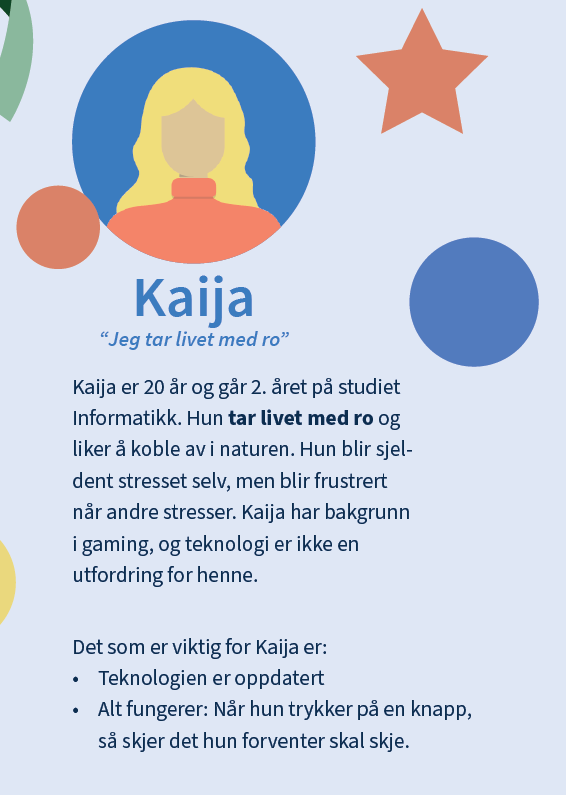 Kaija
“Jeg tar livet med ro”
Kaija er 20 år og går 2. året på studiet
Informatikk. Hun tar livet med ro og
liker å koble av i naturen. Hun blir sjel-
dent stresset selv, men blir frustrert
når andre stresser. Kaija har bakgrunn
i gaming, og teknologi er ikke en
utfordring for henne.
Det som er viktig for Kaija er:
• Teknologien er oppdatert
• Alt fungerer: Når hun trykker på en knapp,
så skjer det hun forventer skal skje.